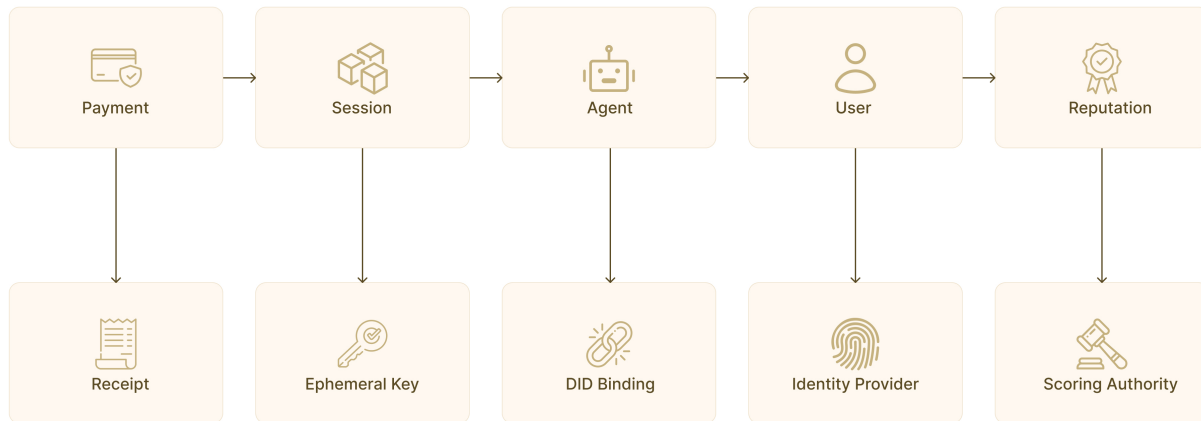 Payment
Session
Agent
User
Reputation
Receipt
Ephemeral Key
DID Binding
Identity Provider
Scoring Authority